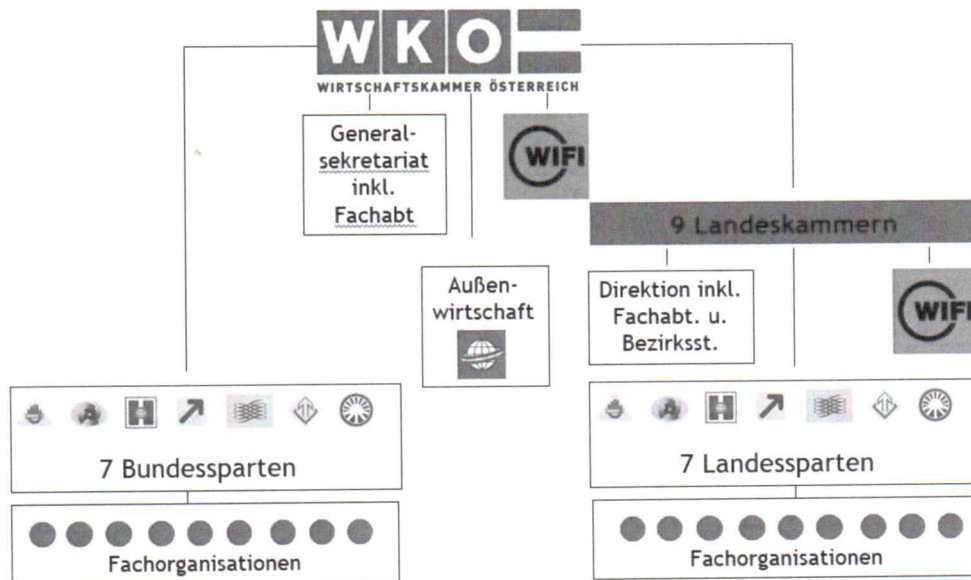 WKO
WIRTSCHAFTSKAMMER ÖSTERREICH
General-
sekretariat
inkl.
Fachabt
WIFI
9 Landeskammern
Außen-
wirtschaft
Direktion inkl.
Fachabt. u.
Bezirksst.
WIFI
7 Bundessparten
7 Landessparten
Fachorganisationen
Fachorganisationen